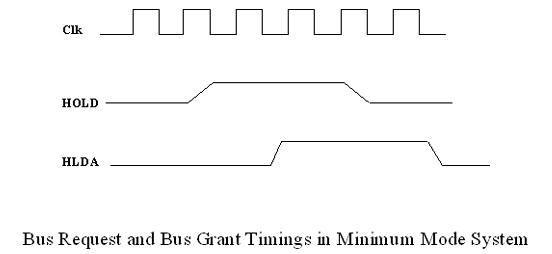 Clk
HOLD
HLDA
Bus Request and Bus Grant Timings in Minimum Mode System